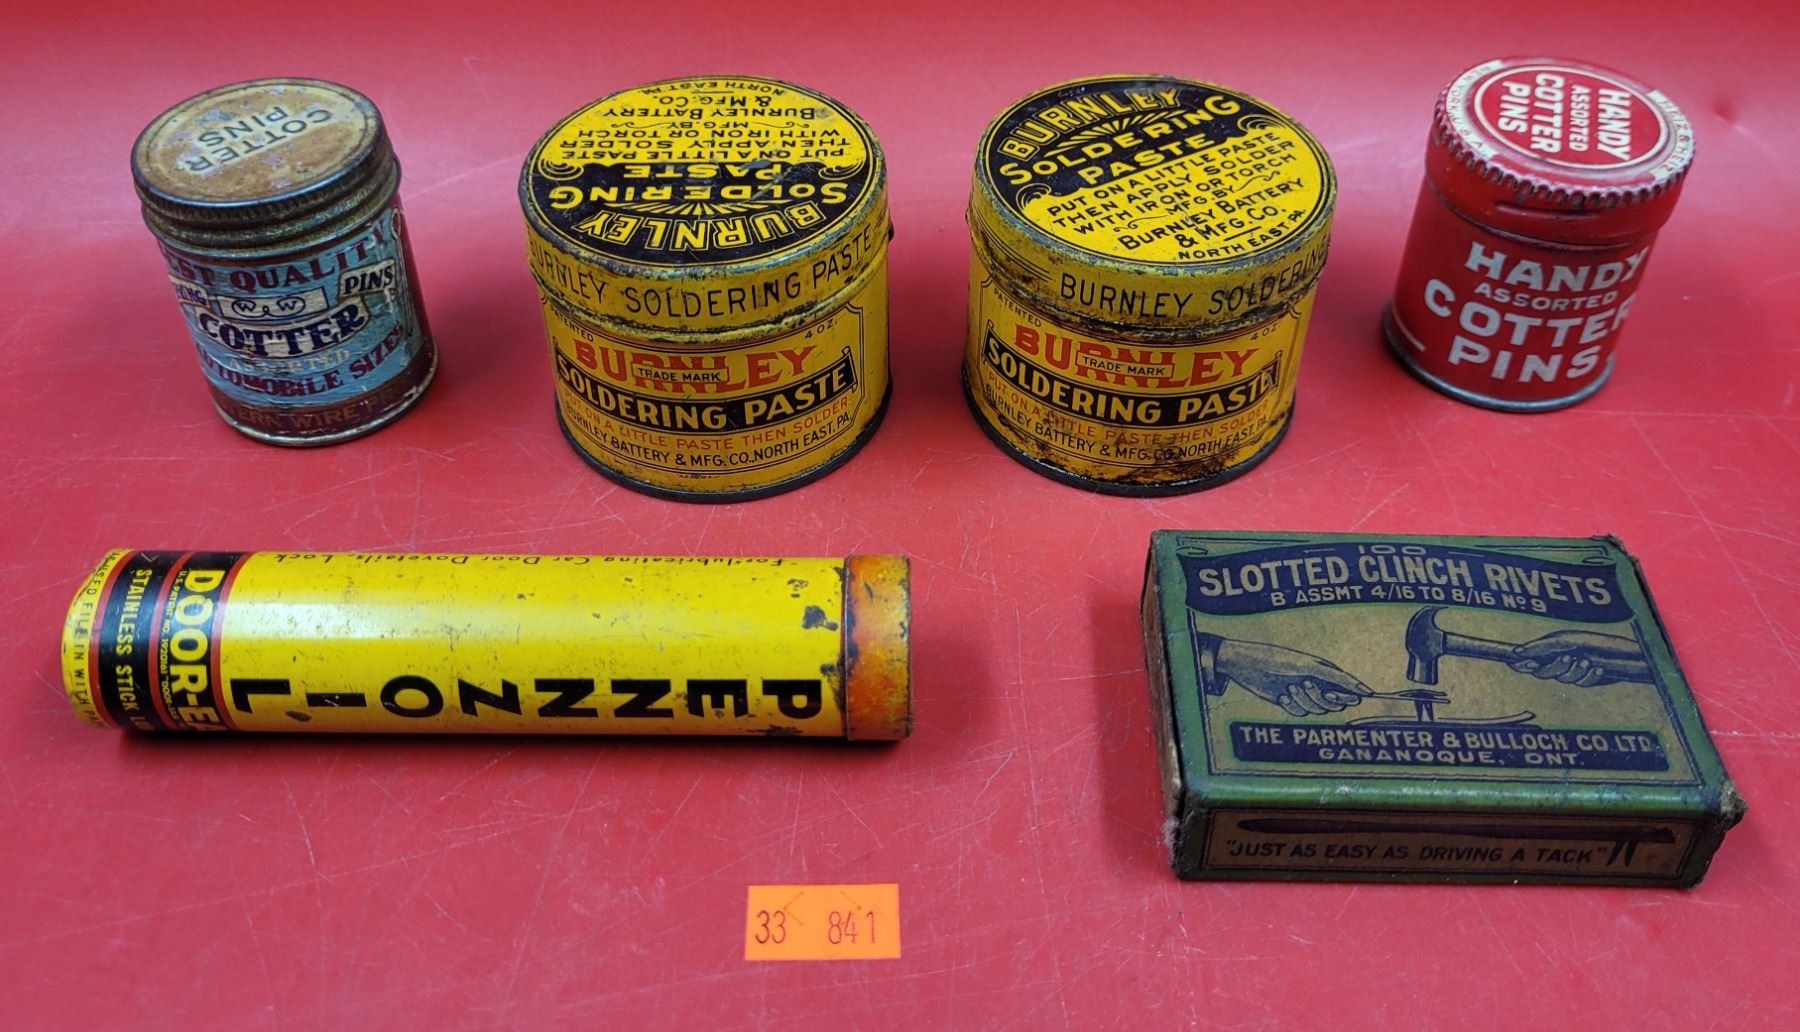 COTTER
PINS
BEST QUALITY
W W
PINS
COTTER
ASSORTED
AUTOMOBILE SIZES
WIRE
BURNLEY
SOLDERING
PASTE
PUT ON A LITTLE PASTE
THEN APPLY SOLDER
WITH IRON OR TORCH
MFG. BY
BURNLEY BATTERY
& MFG. CO.
NORTH EAST, PA.
BURNLEY SOLDERING PASTE
PATENTED
4 OZ.
BURNLEY
TRADE MARK
SOLDERING PASTE
PUT ON A LITTLE PASTE THEN SOLDER.
BURNLEY BATTERY & MFG. CO., NORTH EAST, PA.
BURNLEY
SOLDERING
PASTE
PUT ON A LITTLE PASTE
THEN APPLY SOLDER
WITH IRON OR TORCH
MFG. BY
BURNLEY BATTERY
& MFG. CO.
NORTH EAST, PA.
BURNLEY SOLDERING
PATENTED
4 OZ.
BURNLEY
TRADE MARK
SOLDERING PASTE
PUT ON A LITTLE PASTE THEN SOLDER
BURNLEY BATTERY & MFG. CO. NORTH EAST, PA.
HANDY
ASSORTED
COTTER
PINS
HANDY
ASSORTED
COTTER
PINS
For lubricating Car Door Dovetails, Lock
PENNZOIL
DOOR-E
U.S. PATENT NO.
STAINLESS STICK
WITH
100
SLOTTED CLINCH RIVETS
"B" ASSMT 4/16 TO 8/16 No 9
THE PARMENTER & BULLOCH CO. LTD.
GANANOQUE, ONT.
"JUST AS EASY AS DRIVING A TACK"
33 841